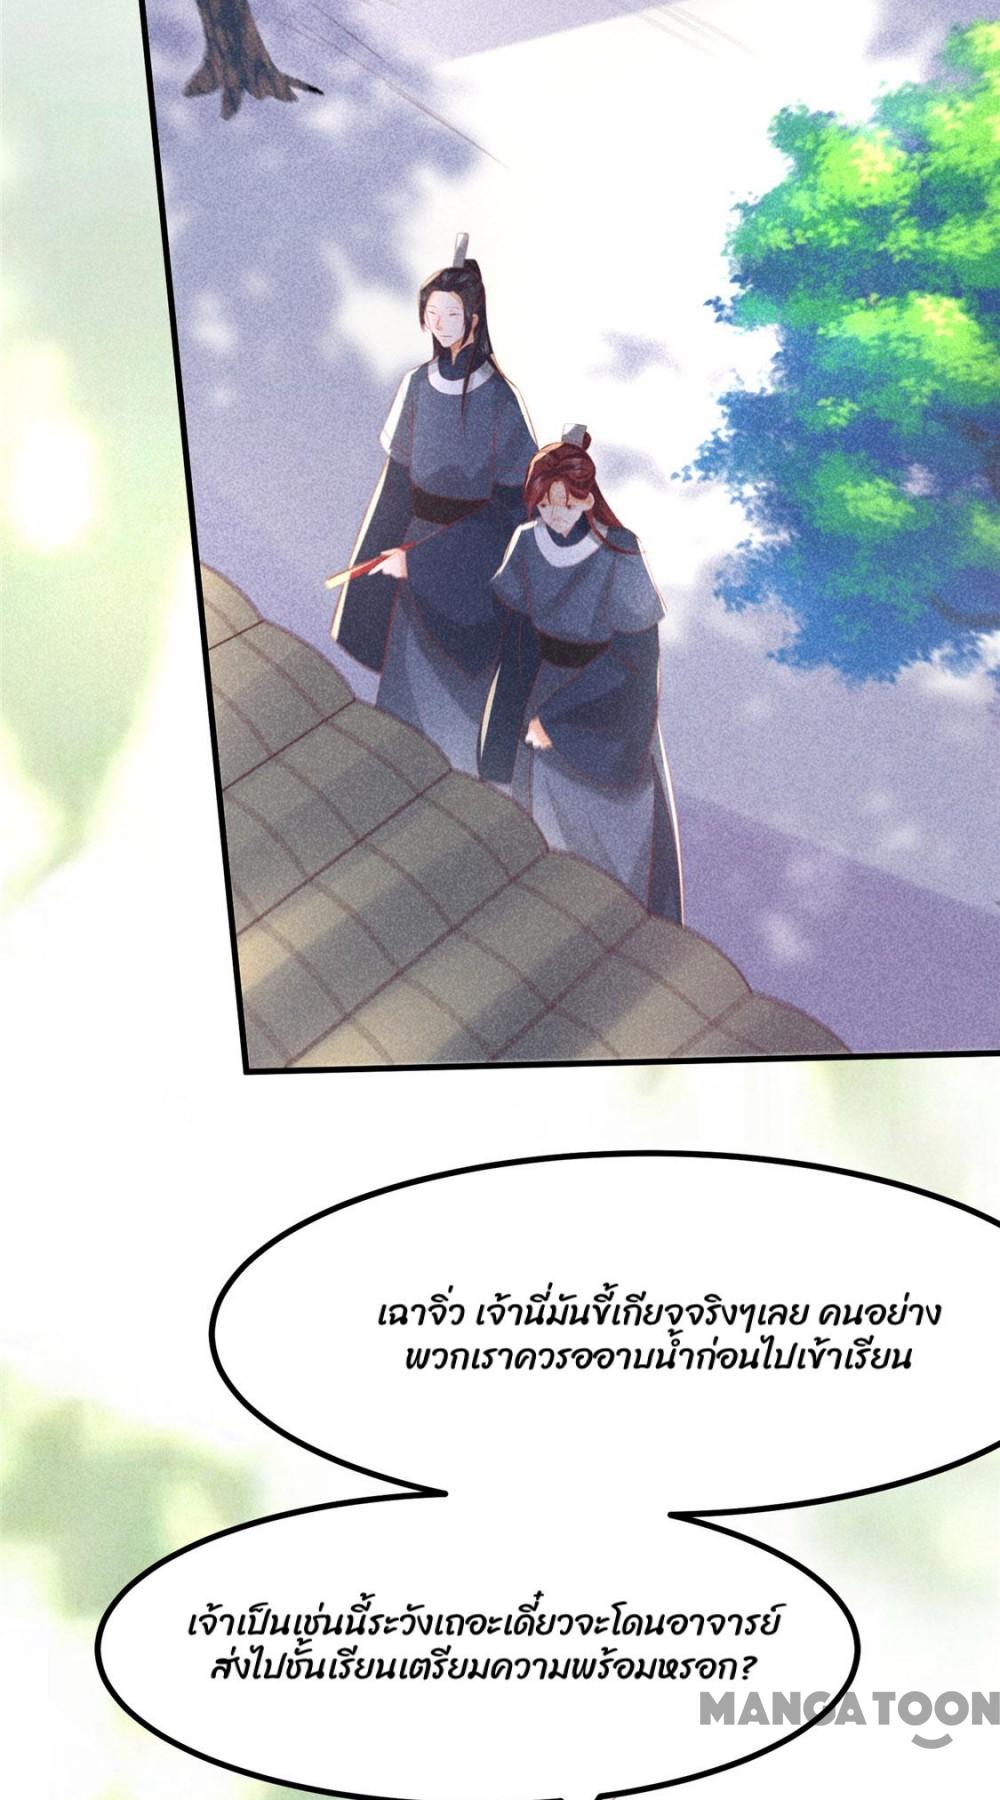 เฉาจิ่ว เจ้านี่มันขี้เกียจจริงๆเลย คนอย่าง
พวกเราควรออาบน้ำก่อนไปเข้าเรียน
เจ้าเป็นเช่นนี้ระวังเถอะเดี๋ยวจะโดนอาจารย์
ส่งไปชั้นเรียนเตรียมความพร้อมหรอก?
MANGATOON